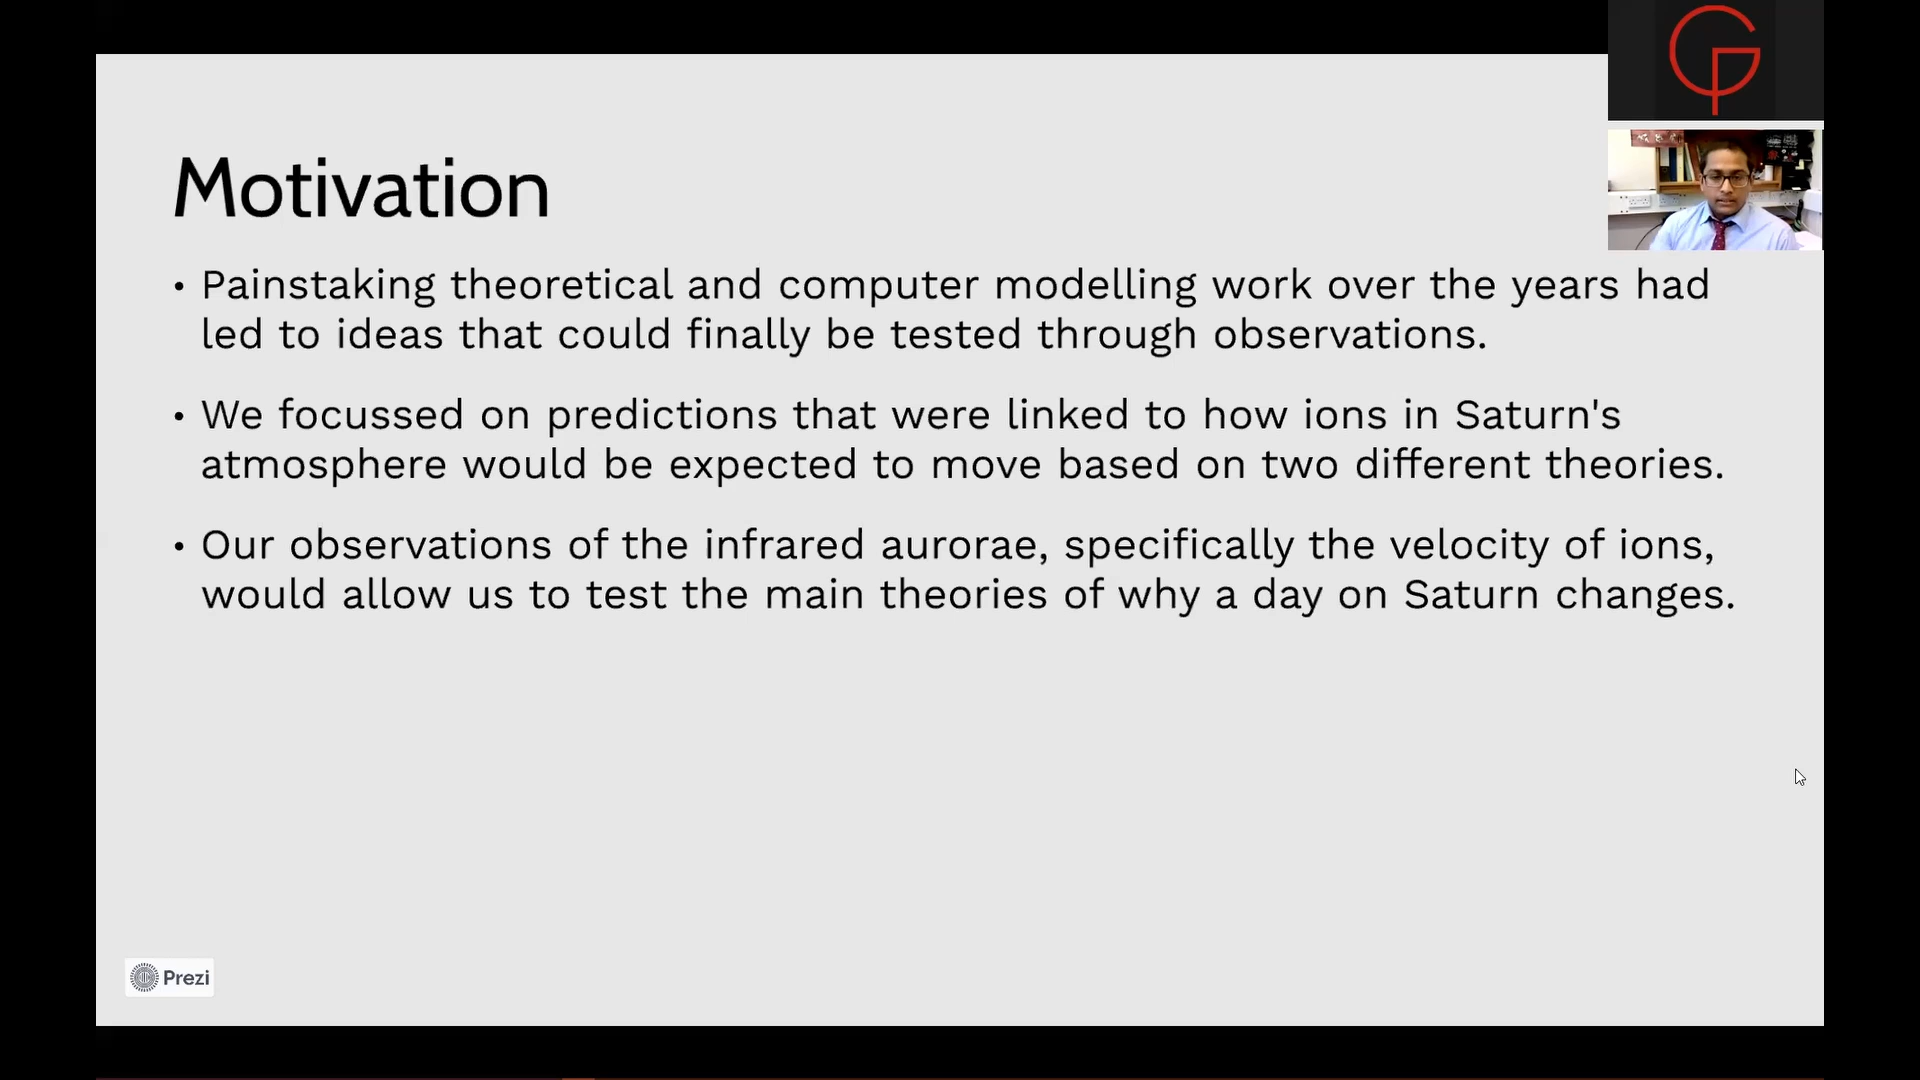 Motivation
• Painstaking theoretical and computer modelling work over the years had
led to ideas that could finally be tested through observations.
• We focussed on predictions that were linked to how ions in Saturn's
atmosphere would be expected to move based on two different theories.
• Our observations of the infrared aurorae, specifically the velocity of ions,
would allow us to test the main theories of why a day on Saturn changes.
Prezi